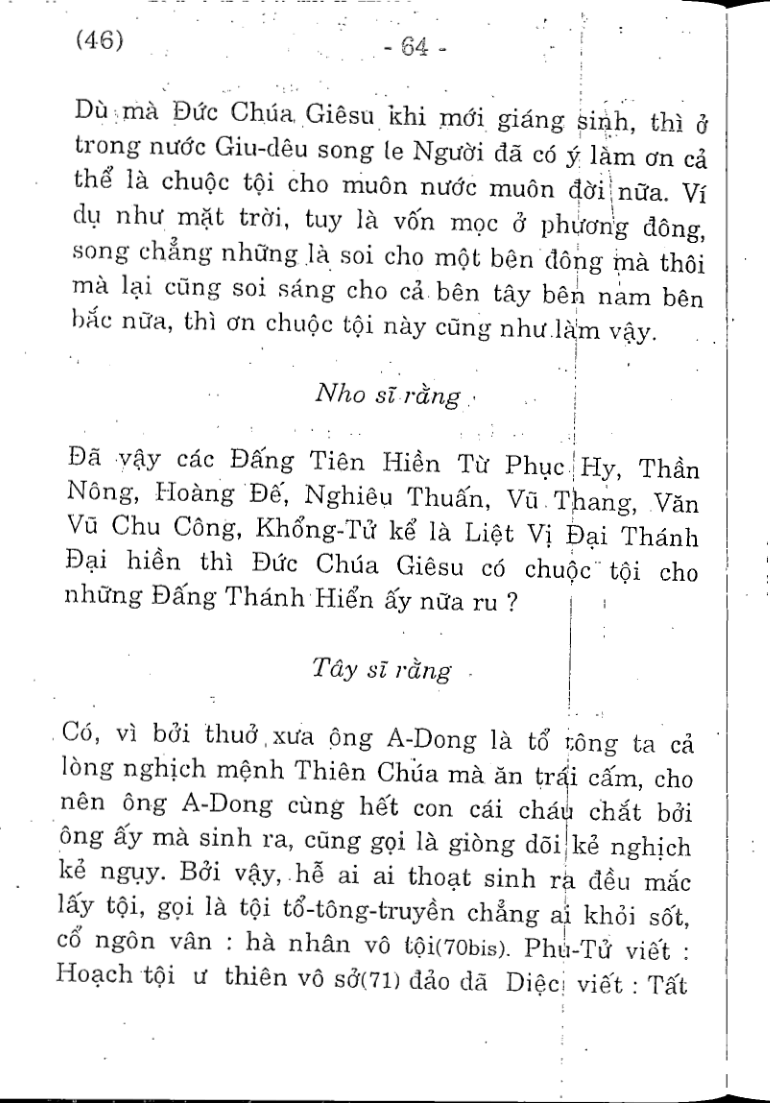 (46)
- 64 -
Dù mà Đức Chúa Giêsu khi mới giáng sinh, thì ở
trong nước Giu-dêu song le Người đã có ý làm ơn cả
thể là chuộc tội cho muôn nước muôn đời nữa. Ví
dụ như mặt trời, tuy là vốn mọc ở phương đông,
song chẳng những là soi cho một bên đông mà thôi
mà lại cũng soi sáng cho cả bên tây bên nam bên
bắc nữa, thì ơn chuộc tội này cũng như làm vậy.
Nho sĩ rằng
Đã vậy các Đấng Tiên Hiền Từ Phục Hy, Thần
Nông, Hoàng Đế, Nghiêu Thuấn, Vũ Thang, Văn
Vũ Chu Công, Khổng-Tử kể là Liệt Vị Đại Thánh
Đại hiền thì Đức Chúa Giêsu có chuộc tội cho
những Đấng Thánh Hiển ấy nữa ru ?
Tây sĩ rằng
Có, vì bởi thuở xưa ông A-Dong là tổ tông ta cả
lòng nghịch mệnh Thiên Chúa mà ăn trái cấm, cho
nên ông A-Dong cùng hết con cái cháu chắt bởi
ông ấy mà sinh ra, cũng gọi là giòng dõi kẻ nghịch
kẻ ngụy. Bởi vậy, hễ ai ai thoạt sinh ra đều mắc
lấy tội, gọi là tội tổ-tông-truyền chẳng ai khỏi sốt,
cổ ngôn vân : hà nhân vô tội(70bis). Phu-Tử viết :
Hoạch tội ư thiên vô sở(71) đảo dã Diệc viết : Tất